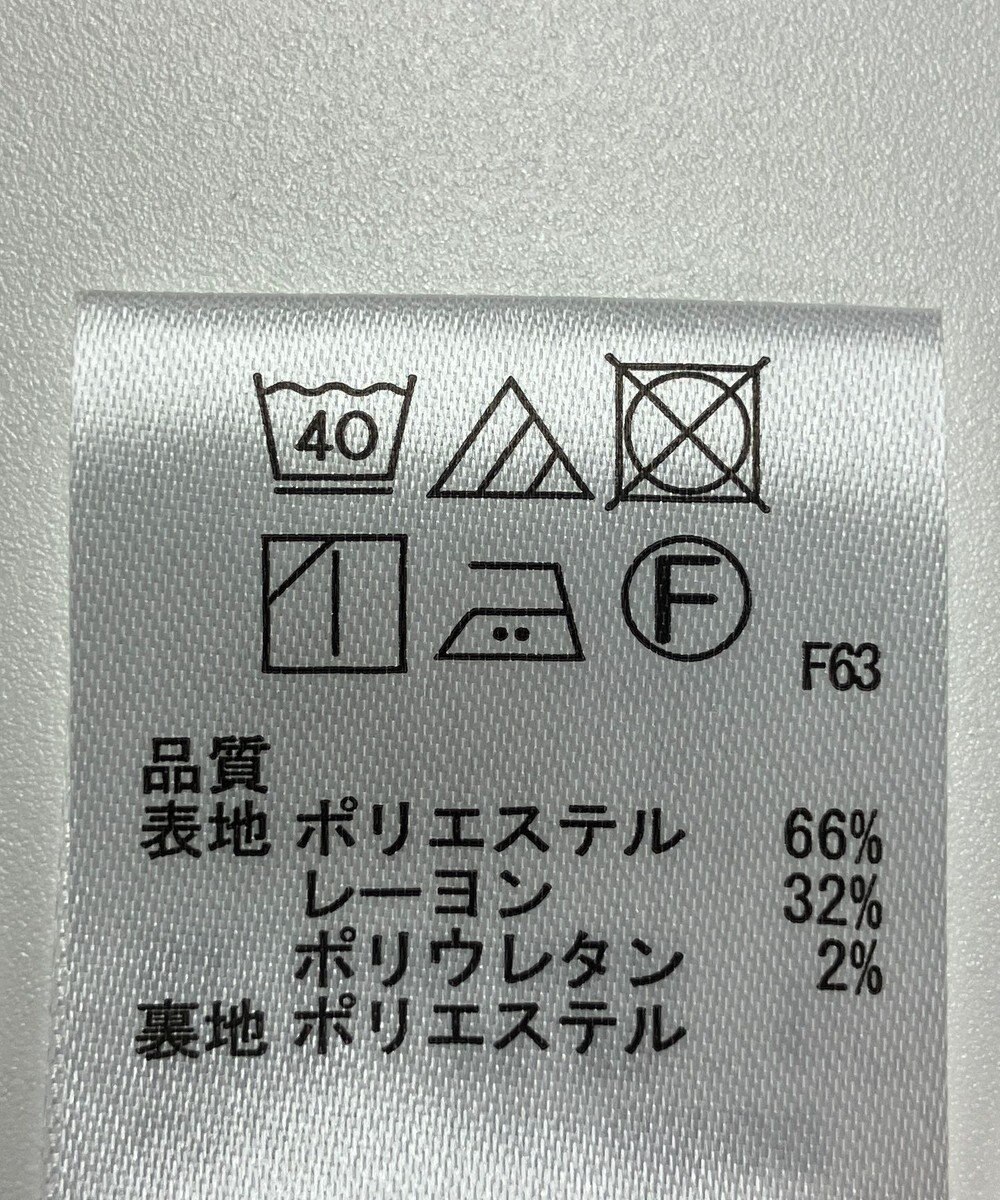 40
F
F63
品質
表地 ポリエステル 66%
レーヨン 32%
ポリウレタン 2%
裏地 ポリエステル